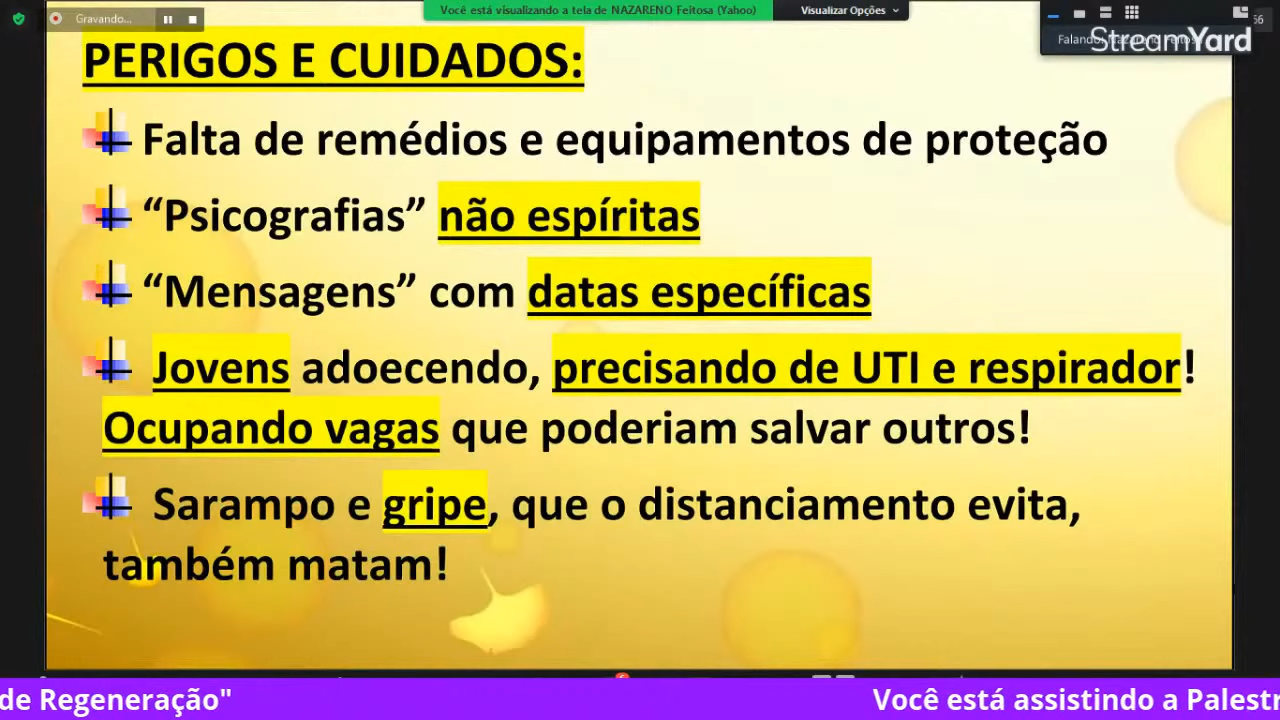 Gravando...
Você está visualizando a tela de NAZARENO Feitosa (Yahoo)
Visualizar Opções
56
StreamYard
PERIGOS E CUIDADOS:
Falta de remédios e equipamentos de proteção
“Psicografias” não espíritas
“Mensagens” com datas específicas
Jovens adoecendo, precisando de UTI e respirador!
Ocupando vagas que poderiam salvar outros!
Sarampo e gripe, que o distanciamento evita,
também matam!
de Regeneração" Você está assistindo a Palestr